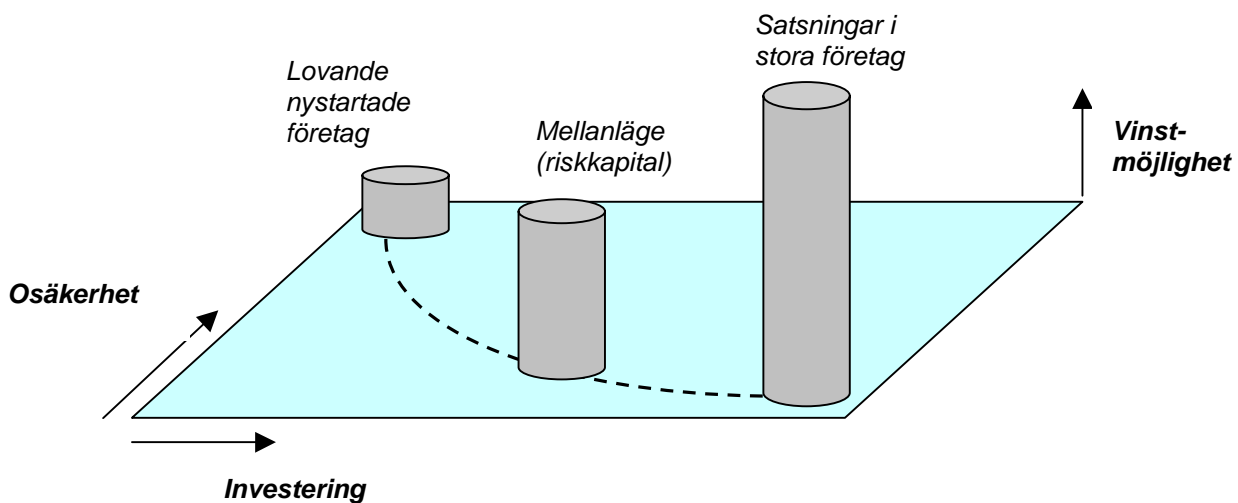 Satsningar i
stora företag
Lovande
nystartade
företag
Mellanläge
(riskkapital)
Vinst-
möjlighet
Osäkerhet
Investering